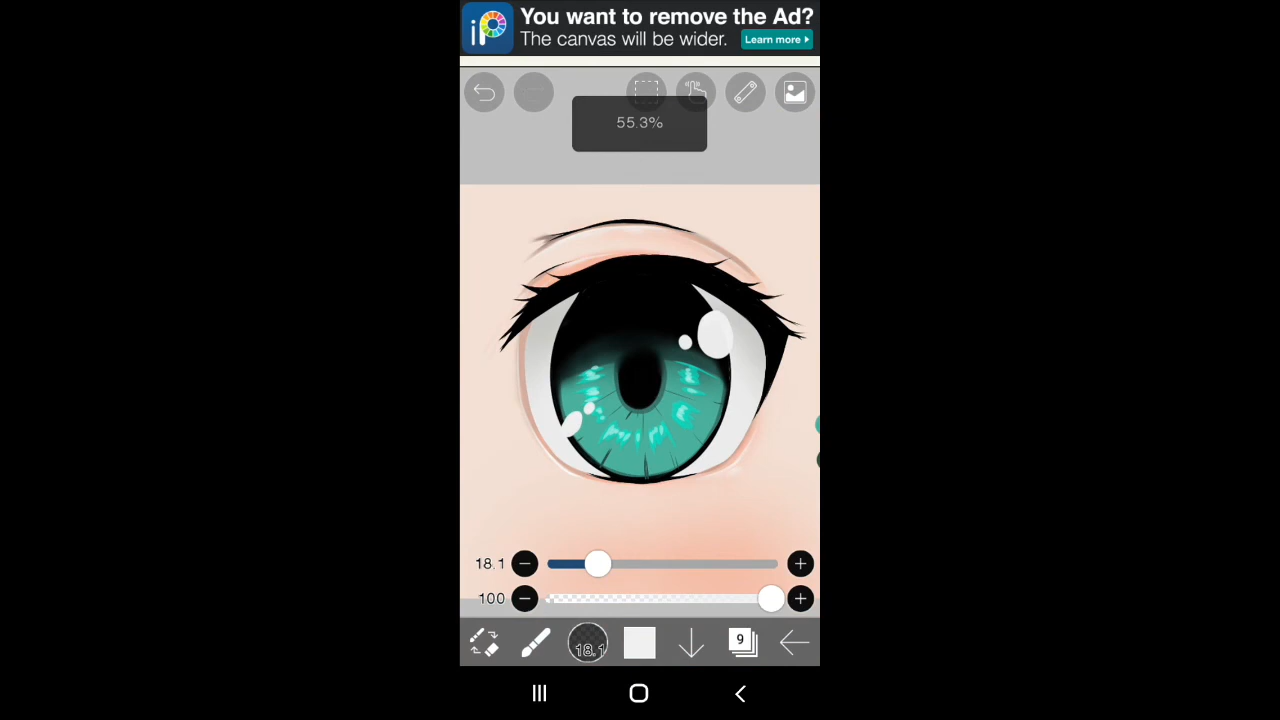 iP
You want to remove the Ad?
The canvas will be wider.
Learn more
55.3%
18.1
100
18.1
9